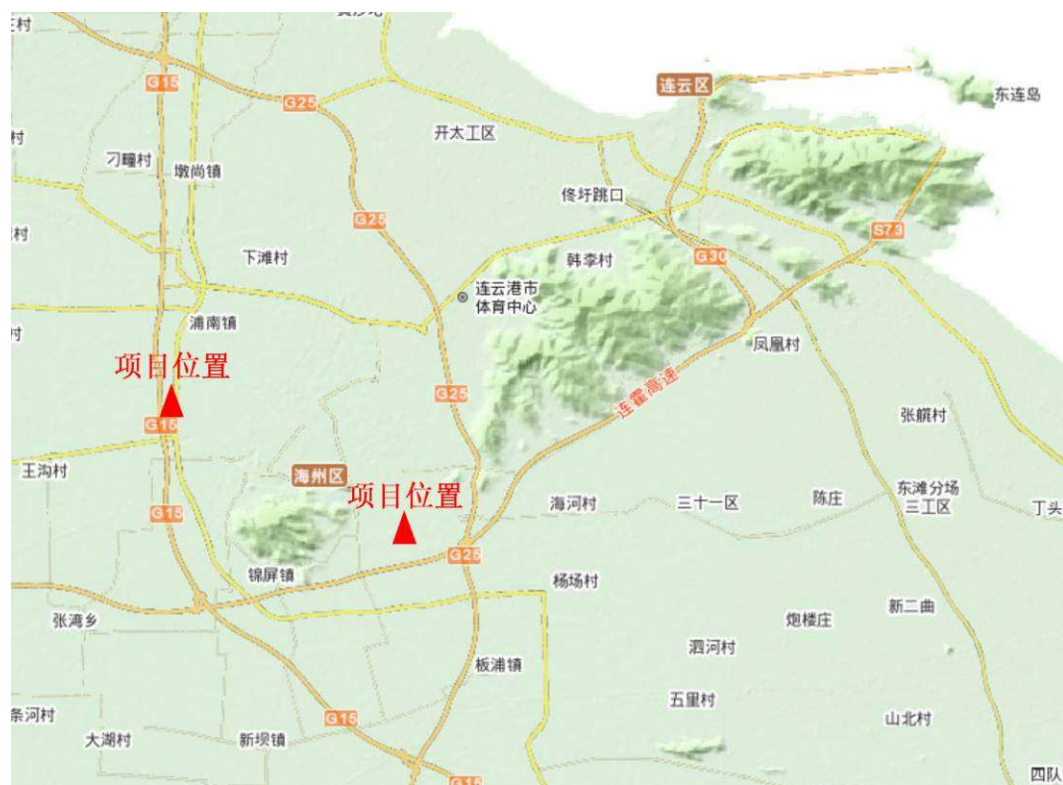 王村
G15
G25
连云区
东连岛
村
刁疃村
墩尚镇
开太工区
佟圩跳口
G25
S73
下滩村
韩李村
G30
连云港市
体育中心
浦南镇
村
凤凰村
项目位置
G25
连霍高速
G15
张艞村
王沟村
海州区
项目位置
海河村
三十一区
陈庄
东滩分场
三工区
丁头
G15
G25
锦屏镇
杨场村
张湾乡
炮楼庄
新二曲
泗河村
板浦镇
五里村
条河村
大湖村
新坝镇
G15
山北村
G15
四队